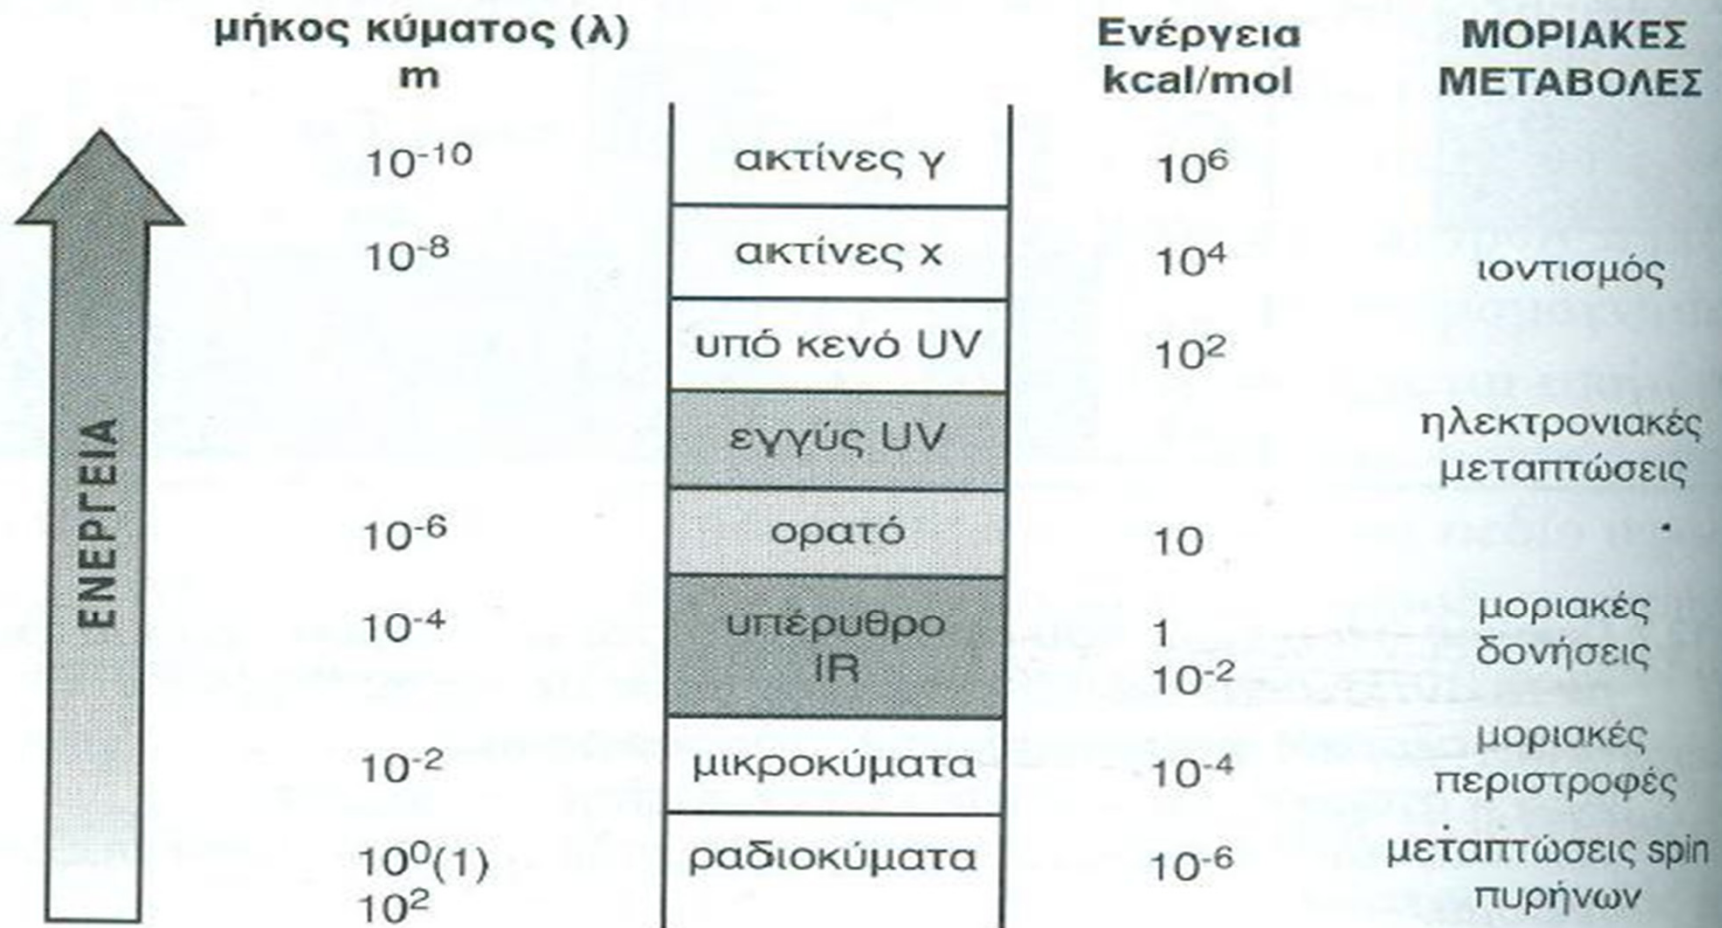 μήκος κύματος (λ)
m
Ενέργεια
kcal/mol
ΜΟΡΙΑΚΕΣ
ΜΕΤΑΒΟΛΕΣ
ΕΝΕΡΓΕΙΑ
10⁻¹⁰ ακτίνες γ 10⁶
10⁻⁸ ακτίνες x 10⁴ ιοντισμός
υπό κενό UV 10²
εγγύς UV
ηλεκτρονιακές
μεταπτώσεις
10⁻⁶ ορατό 10
10⁻⁴ υπέρυθρο 1
IR 10⁻²
μοριακές
δονήσεις
10⁻² μικροκύματα 10⁻⁴
μοριακές
περιστροφές
10⁰(1) ραδιοκύματα 10⁻⁶
10²
μεταπτώσεις spin
πυρήνων